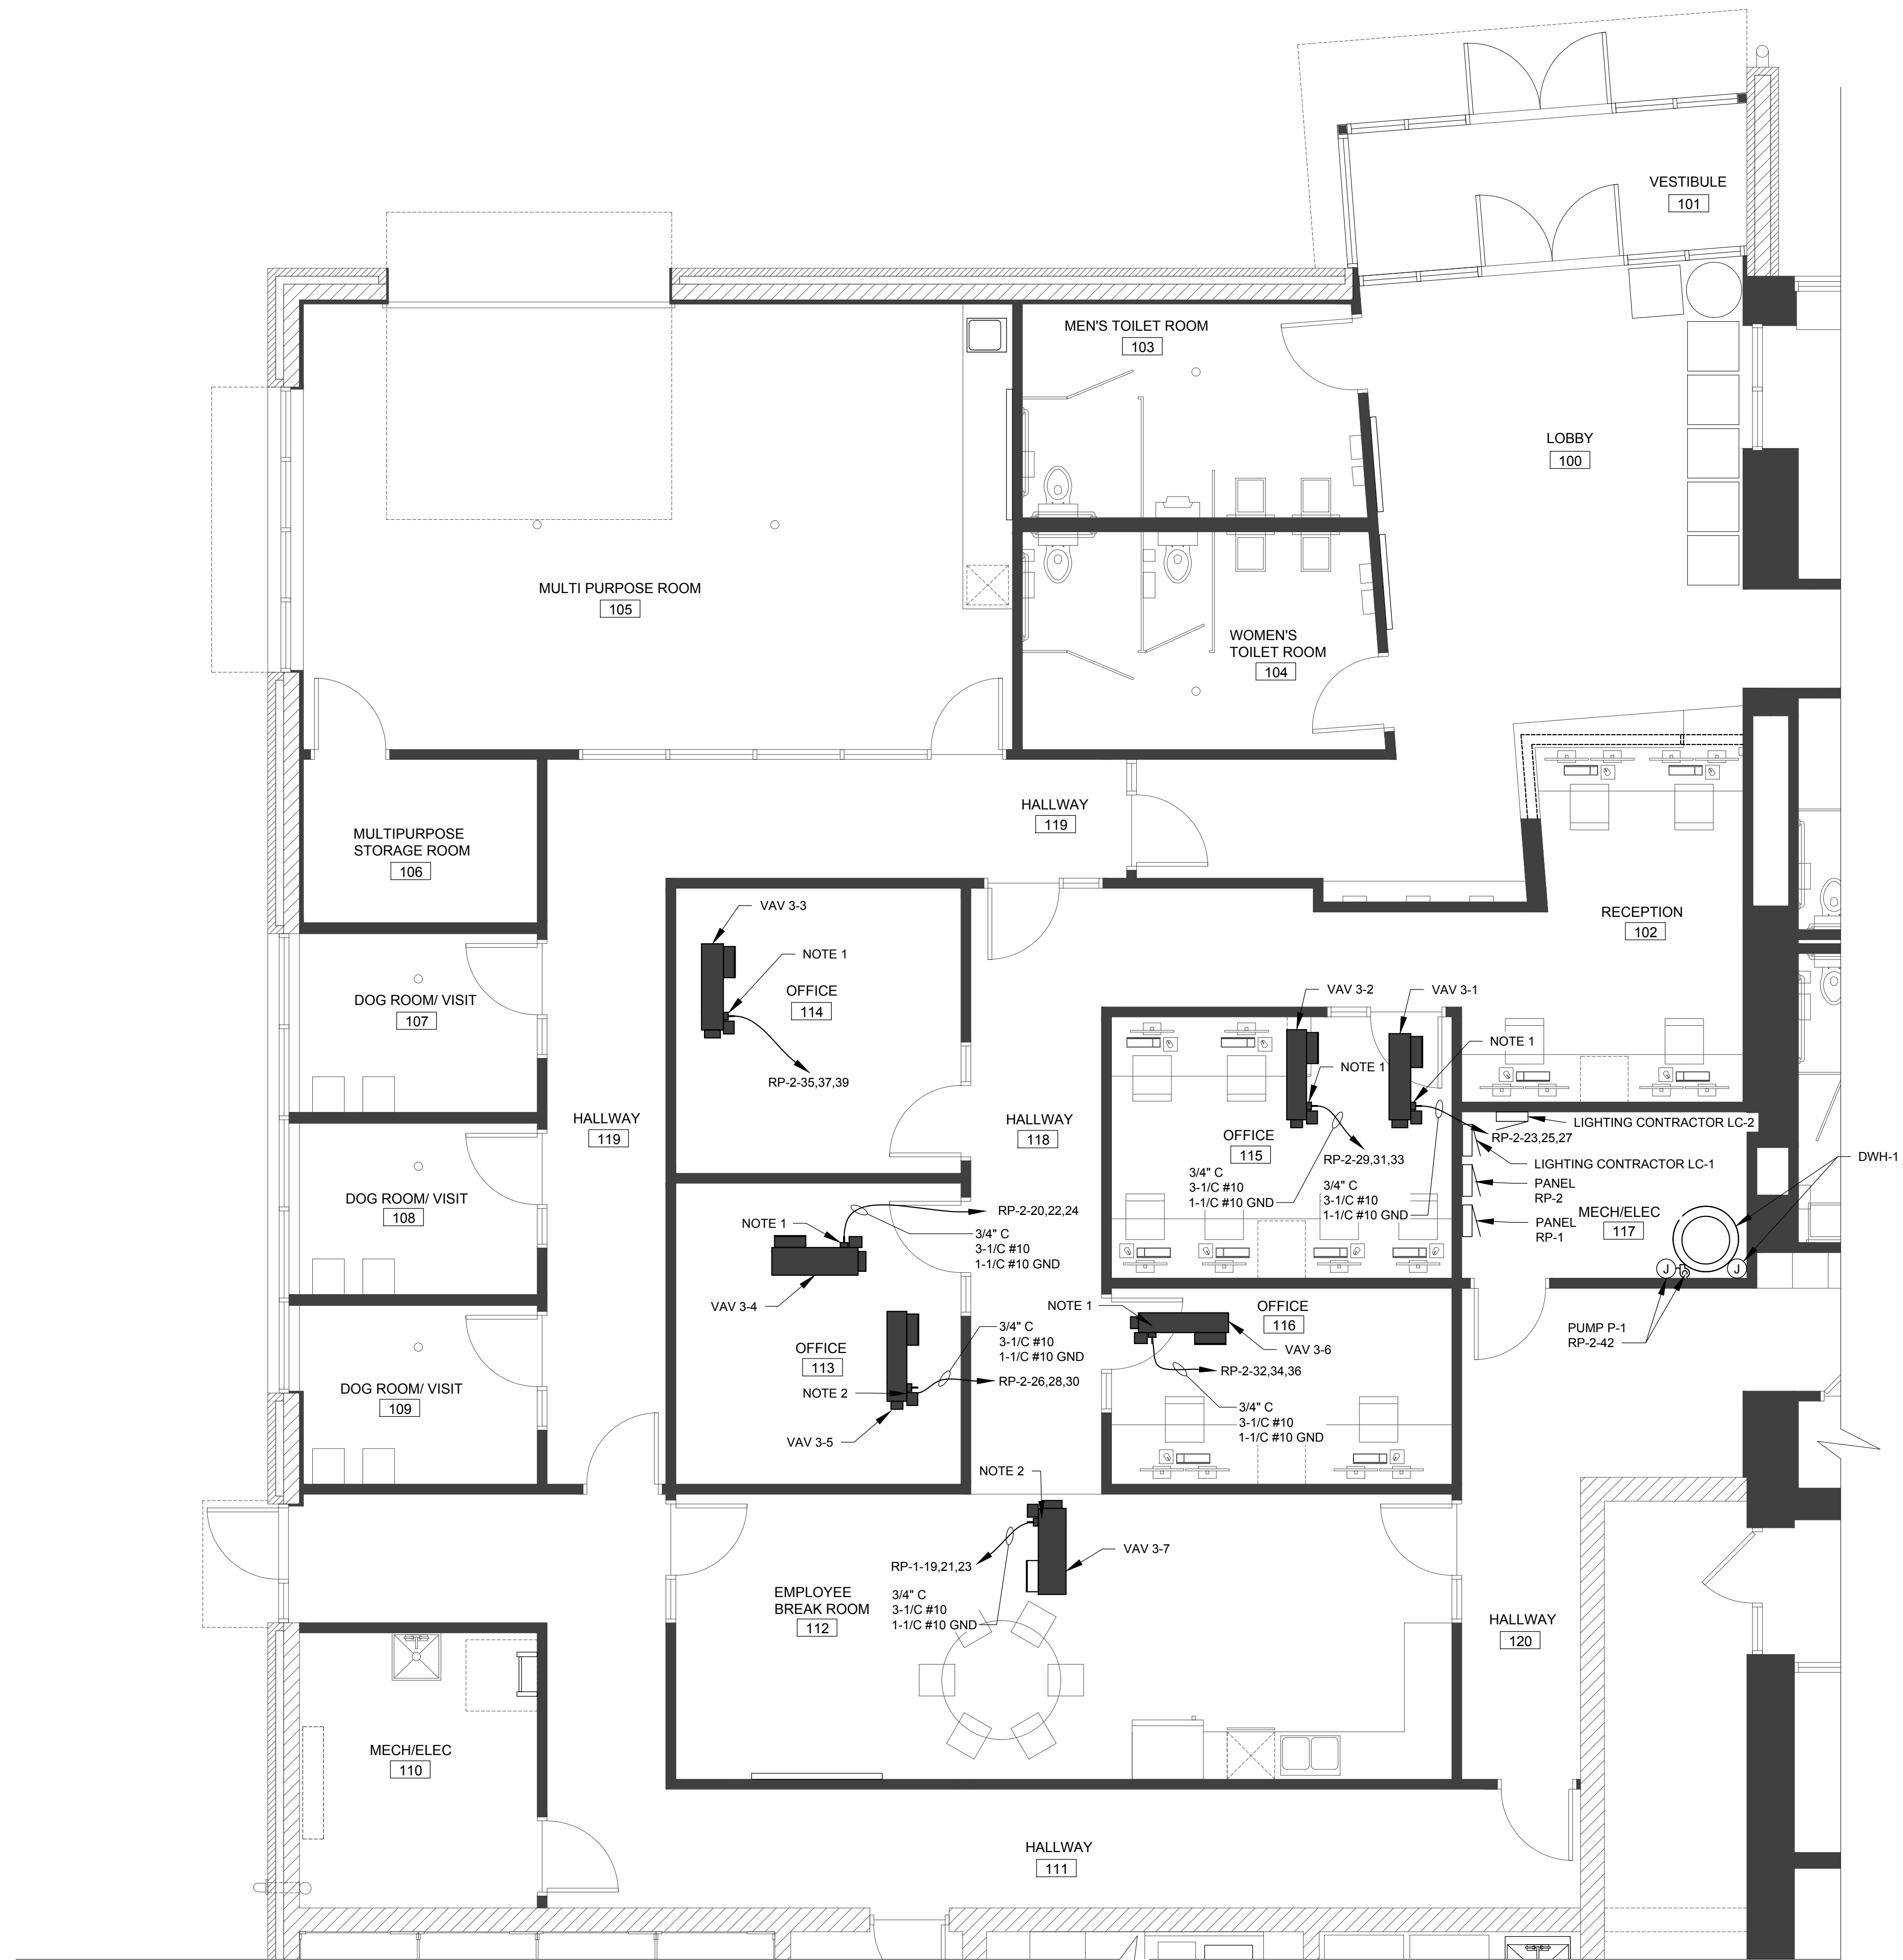 VESTIBULE
101
MEN'S TOILET ROOM
103
LOBBY
100
MULTI PURPOSE ROOM
105
WOMEN'S
TOILET ROOM
104
HALLWAY
119
MULTIPURPOSE
STORAGE ROOM
106
RECEPTION
102
VAV 3-3
NOTE 1
OFFICE
114
RP-2-35,37,39
DOG ROOM/ VISIT
107
VAV 3-2
VAV 3-1
NOTE 1
NOTE 1
HALLWAY
119
HALLWAY
118
OFFICE
115
RP-2-29,31,33
RP-2-23,25,27
3/4" C
3-1/C #10
1-1/C #10 GND
3/4" C
3-1/C #10
1-1/C #10 GND
LIGHTING CONTRACTOR LC-2
LIGHTING CONTRACTOR LC-1
PANEL
RP-2
PANEL
RP-1
MECH/ELEC
117
DWH-1
J
J
PUMP P-1
RP-2-42
DOG ROOM/ VISIT
108
NOTE 1
RP-2-20,22,24
3/4" C
3-1/C #10
1-1/C #10 GND
VAV 3-4
OFFICE
113
NOTE 2
VAV 3-5
3/4" C
3-1/C #10
1-1/C #10 GND
RP-2-26,28,30
NOTE 1
OFFICE
116
VAV 3-6
RP-2-32,34,36
3/4" C
3-1/C #10
1-1/C #10 GND
DOG ROOM/ VISIT
109
NOTE 2
VAV 3-7
RP-1-19,21,23
3/4" C
3-1/C #10
1-1/C #10 GND
EMPLOYEE
BREAK ROOM
112
HALLWAY
120
MECH/ELEC
110
HALLWAY
111